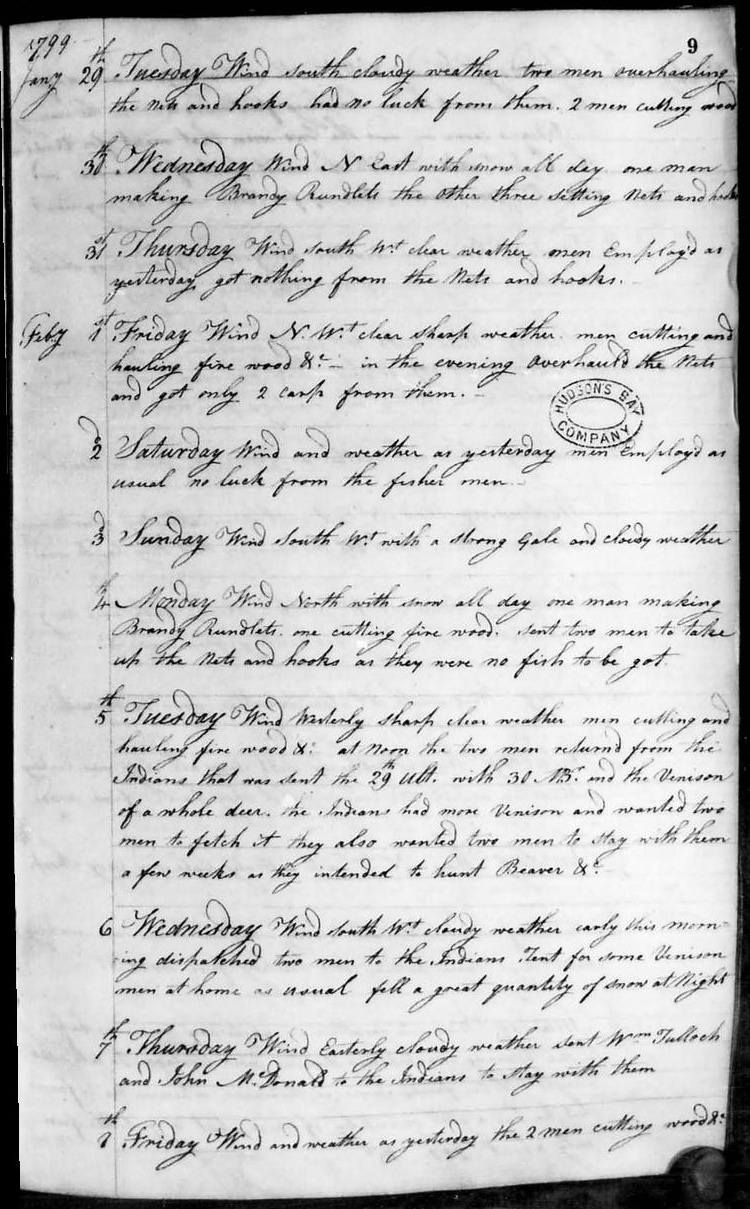 9
1799
Jany 29th Tuesday Wind south cloudy weather two men overhauling
the Nets and hooks had no luck from them. 2 men cutting wood
30th Wednesday Wind N East with snow all day one man
making Brandy Rundlets the other three setting Nets and hooks
31st Thursday Wind south Wt clear weather men Employ'd as
yesterday got nothing from the Nets and hooks.
Feby 1st Friday Wind N. Wt clear sharp weather men cutting and
hauling fire wood &c in the evening overhaul'd the Nets
and got only 2 carp from them.
HUDSON'S BAY
COMPANY
2d Saturday Wind and weather as yesterday men Employ'd as
usual no luck from the fisher men
3d Sunday Wind South Wt with a strong Gale and cloudy weather
4th Monday Wind North with snow all day one man making
Brandy Rundlets. one cutting fire wood. sent two men to take
up the Nets and hooks as they were no fish to be got.
5th Tuesday Wind Westerly sharp clear weather men cutting and
hauling fire wood &c at Noon the two men return'd from the
Indians that was sent the 29th Ult. with 30 MBr. and the Venison
of a whole deer. the Indians had more Venison and wanted two
men to fetch it they also wanted two men to stay with them
a few weeks as they intended to hunt Beaver &c
6 Wednesday Wind south Wt cloudy weather early this morn-
ing dispatched two men to the Indians Tent for some Venison
men at home as usual fell a great quantity of snow at Night
7th Thursday Wind Easterly cloudy weather sent Wm Tulloch
and John McDonald to the Indians to stay with them
8th Friday Wind and weather as yesterday the 2 men cutting wood &c